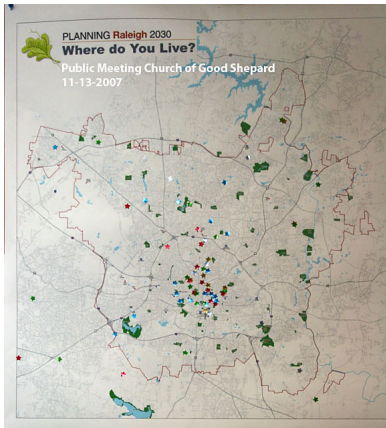 PLANNING Raleigh 2030
Where do You Live?
Public Meeting Church of Good Shepard
11-13-2007